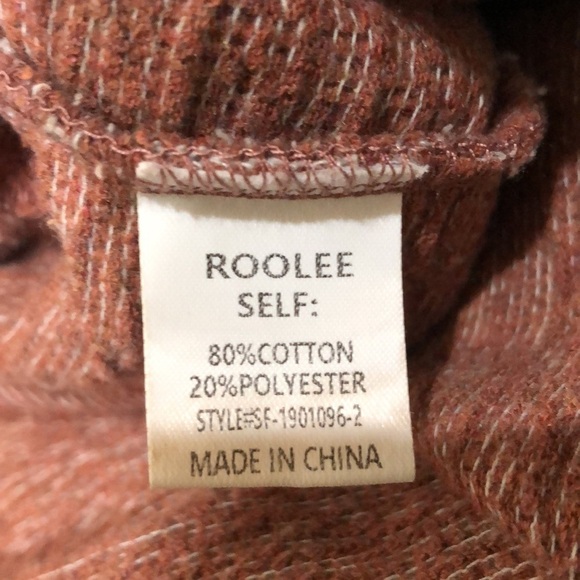 ROOLEE
SELF:
80%COTTON
20%POLYESTER
STYLE#SF-1901096-2
MADE IN CHINA